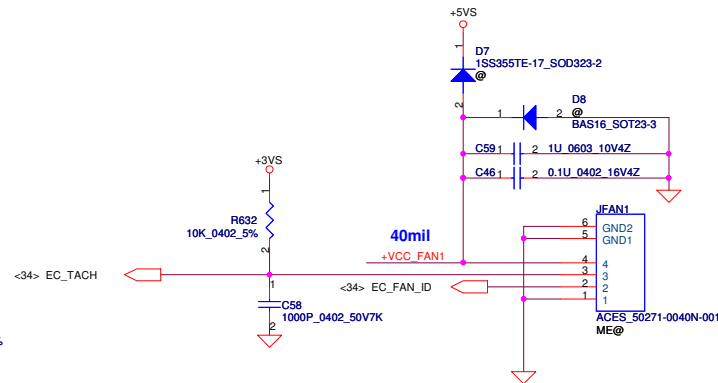 +5VS
1
D7
1SS355TE-17_SOD323-2
@
2
D8
@
1
2
BAS16_SOT23-3
C59 1
2 1U_0603_10V4Z
C46 1
2 0.1U_0402_16V4Z
+3VS
1
R632
10K_0402_5%
2
40mil
+VCC_FAN1
JFAN1
6 GND2
5 GND1
4 4
3 3
2 2
1 1
ACES_50271-0040N-001
ME@
<34> EC_TACH
<34> EC_FAN_ID
1
C58
1000P_0402_50V7K
2
%